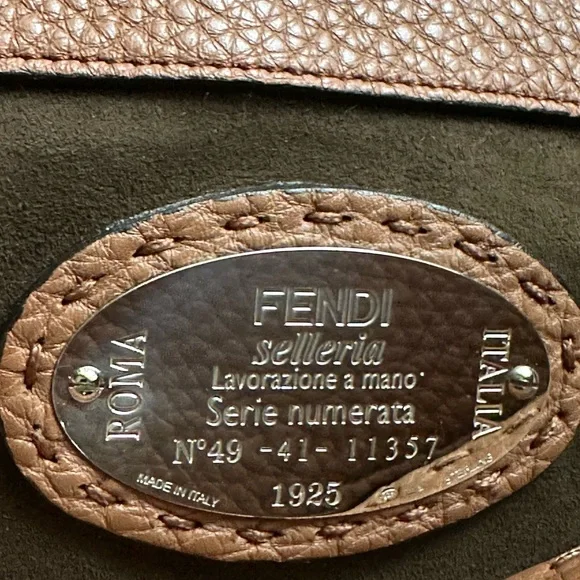 FENDI
selleria
Lavorazione a mano
Serie numerata
N°49 -41- 11357
1925
ROMA
ITALIA
MADE IN ITALY